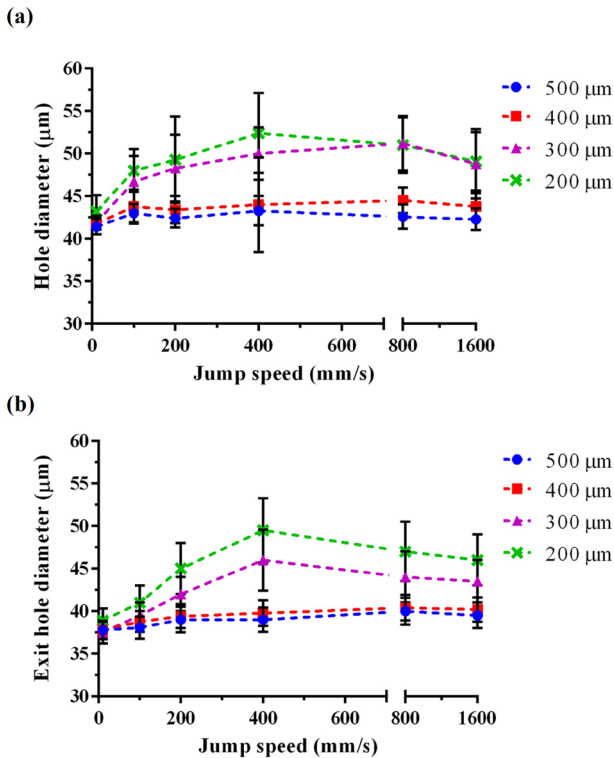 (a)
60
55
50
45
40
35
30
Hole diameter (μm)
0 200 400 600 800 1600
Jump speed (mm/s)
500 μm
400 μm
300 μm
200 μm
(b)
60
55
50
45
40
35
30
Exit hole diameter (μm)
0 200 400 600 800 1600
Jump speed (mm/s)
500 μm
400 μm
300 μm
200 μm